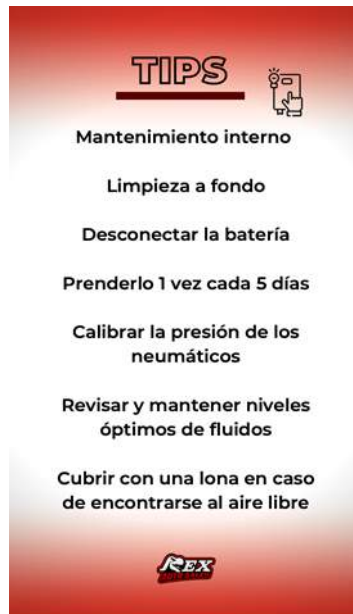 TIPS
Mantenimiento interno
Limpieza a fondo
Desconectar la batería
Prenderlo 1 vez cada 5 días
Calibrar la presión de los
neumáticos
Revisar y mantener niveles
óptimos de fluidos
Cubrir con una lona en caso
de encontrarse al aire libre
REX